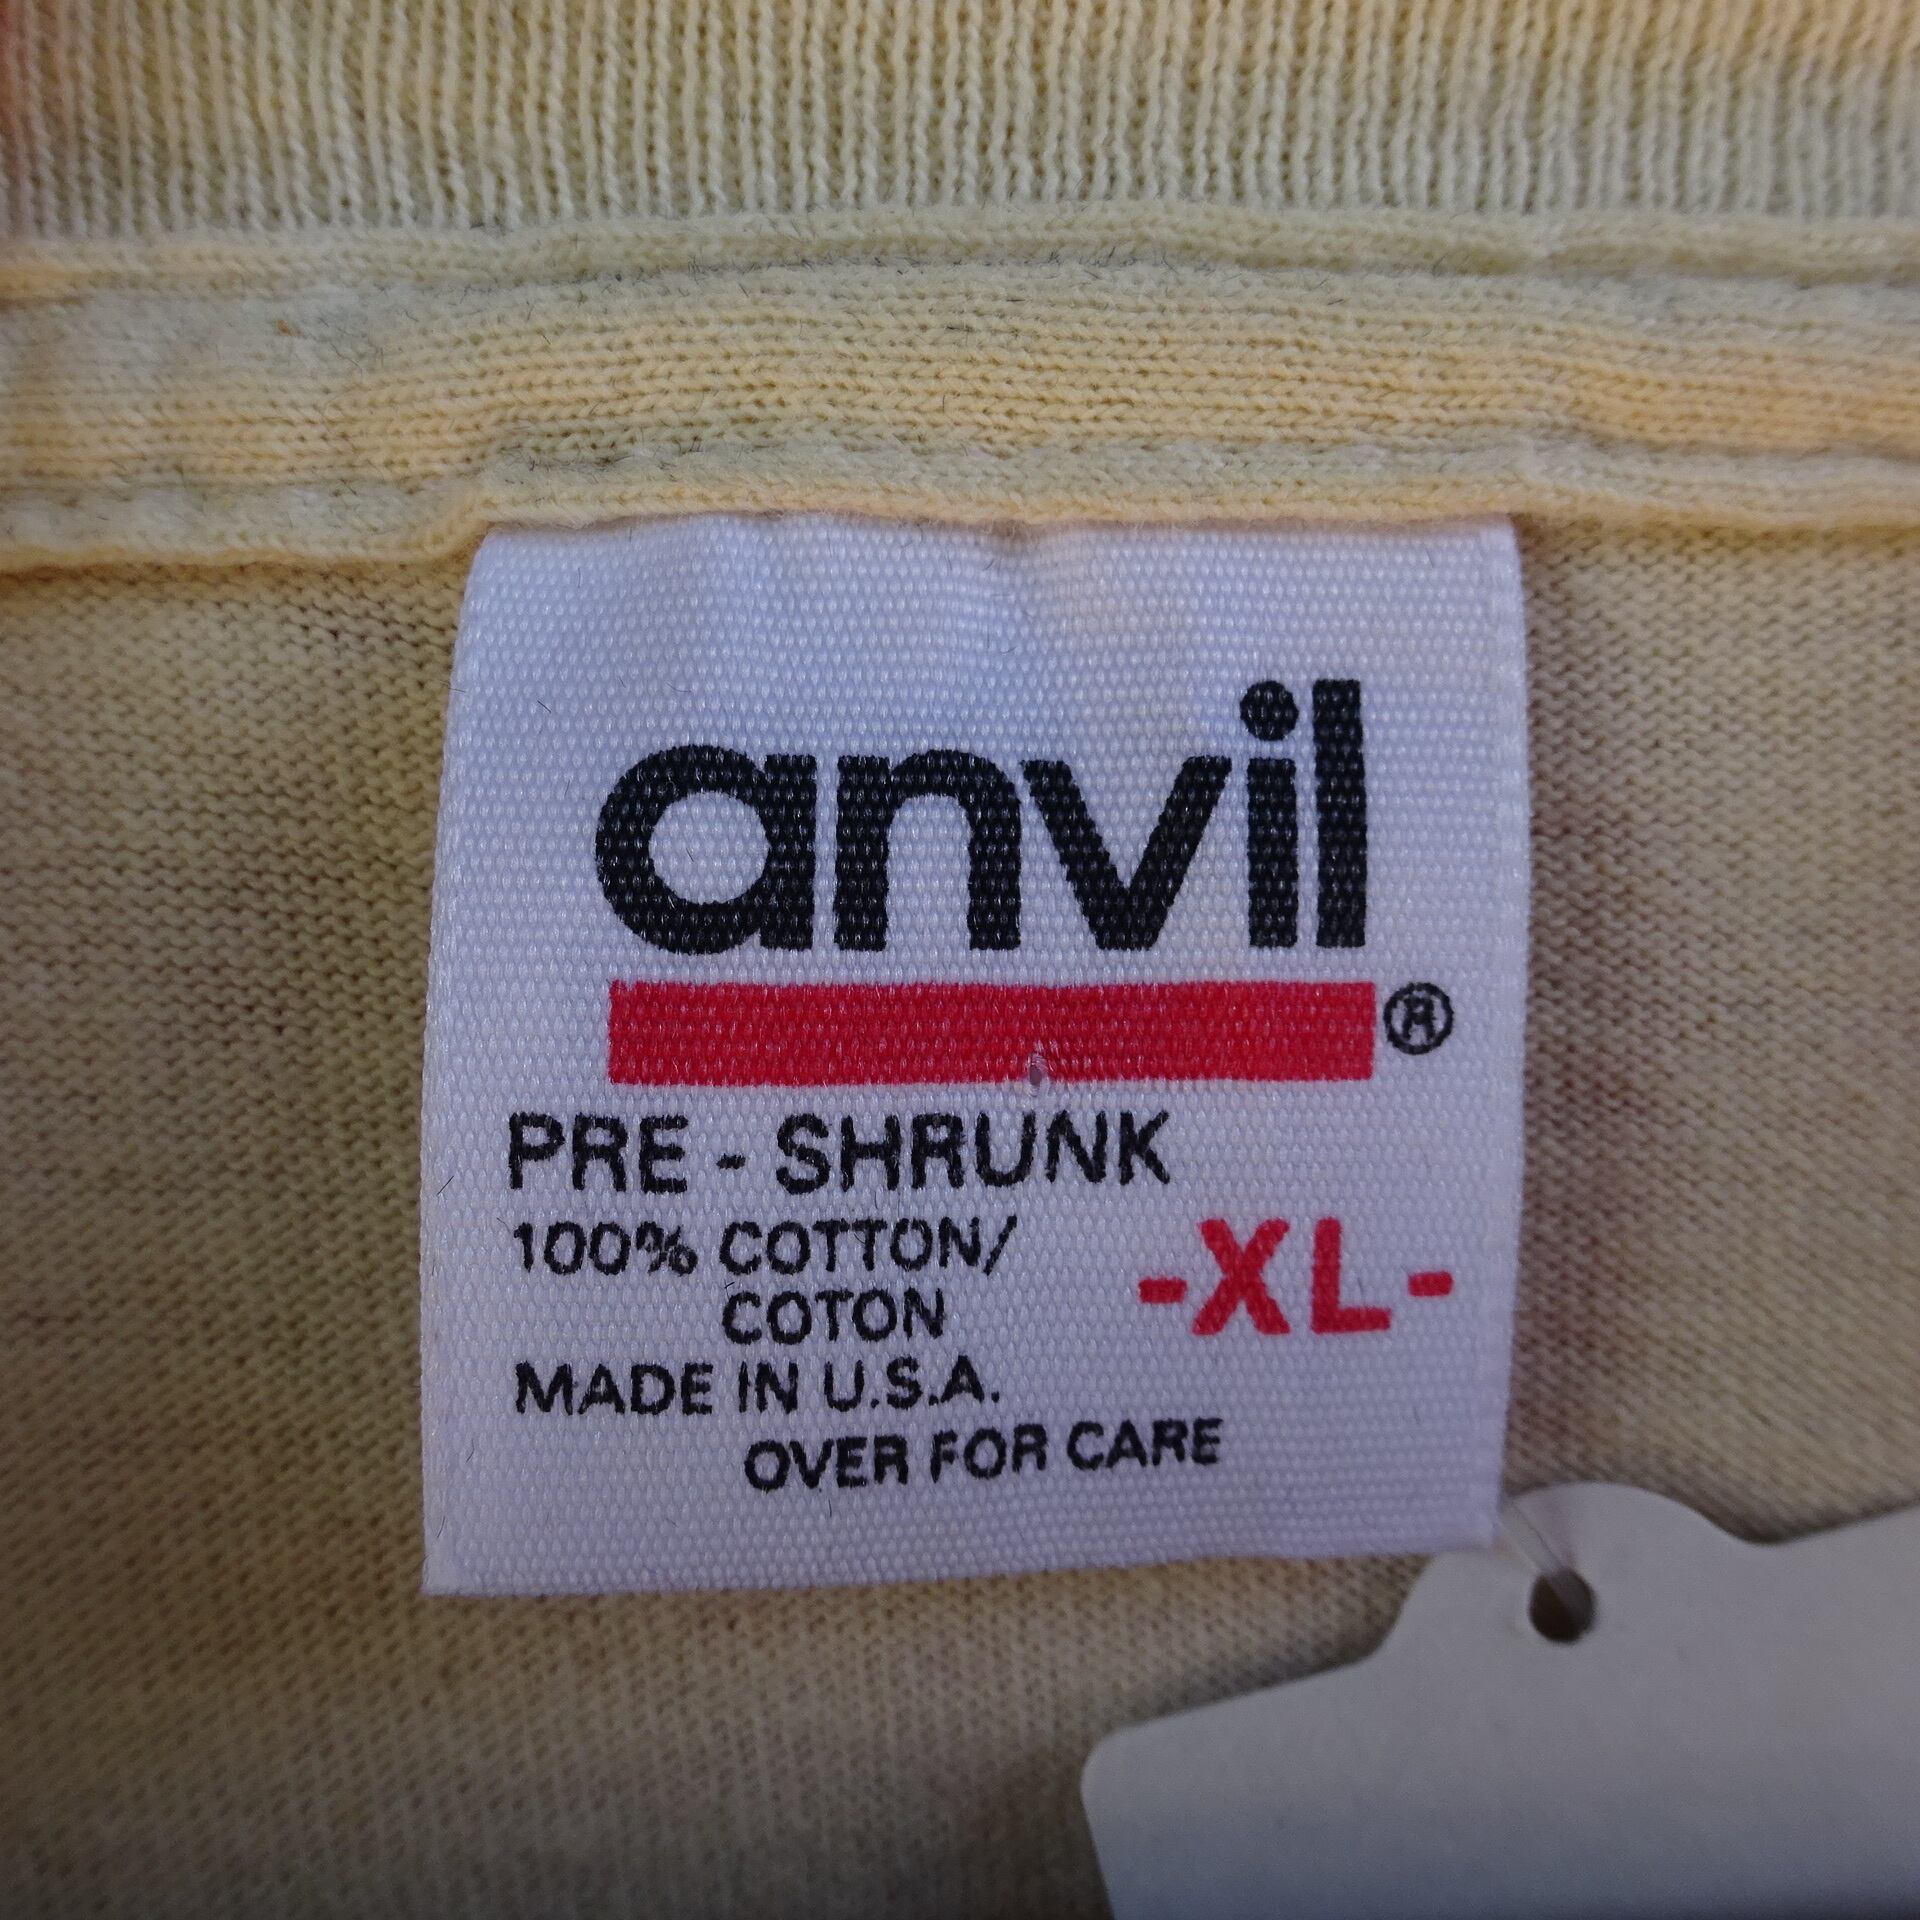 anvil
®
PRE - SHRUNK
100% COTTON/
COTON
-XL-
MADE IN U.S.A.
OVER FOR CARE